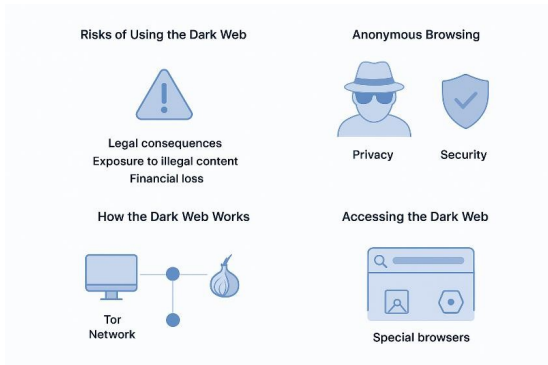 Risks of Using the Dark Web
Legal consequences
Exposure to illegal content
Financial loss
Anonymous Browsing
Privacy
Security
How the Dark Web Works
Tor
Network
Accessing the Dark Web
Special browsers